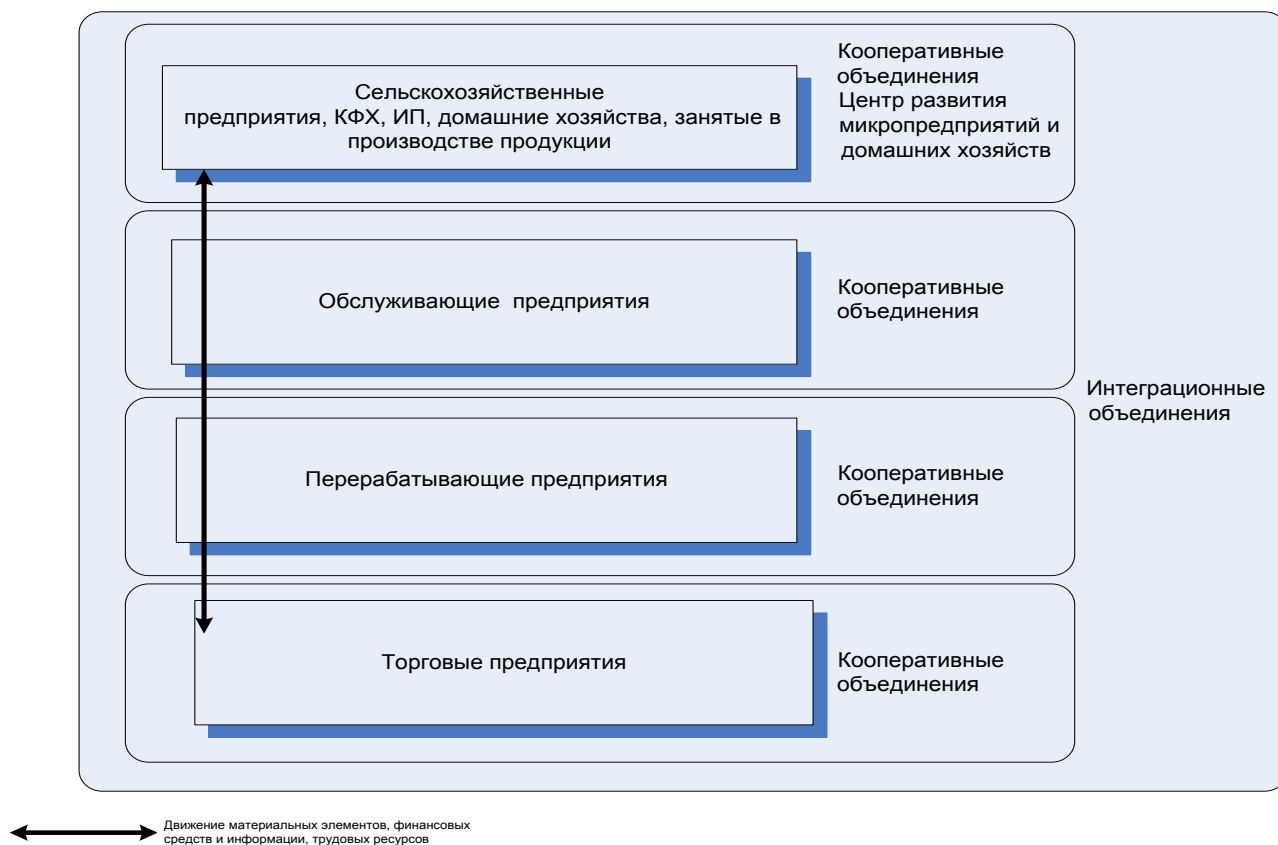 Сельскохозяйственные
предприятия, КФХ, ИП, домашние хозяйства, занятые в
производстве продукции
Кооперативные
объединения
Центр развития
микропредприятий и
домашних хозяйств
Обслуживающие предприятия
Кооперативные
объединения
Интеграционные
объединения
Перерабатывающие предприятия
Кооперативные
объединения
Торговые предприятия
Кооперативные
объединения
Движение материальных элементов, финансовых
средств и информации, трудовых ресурсов